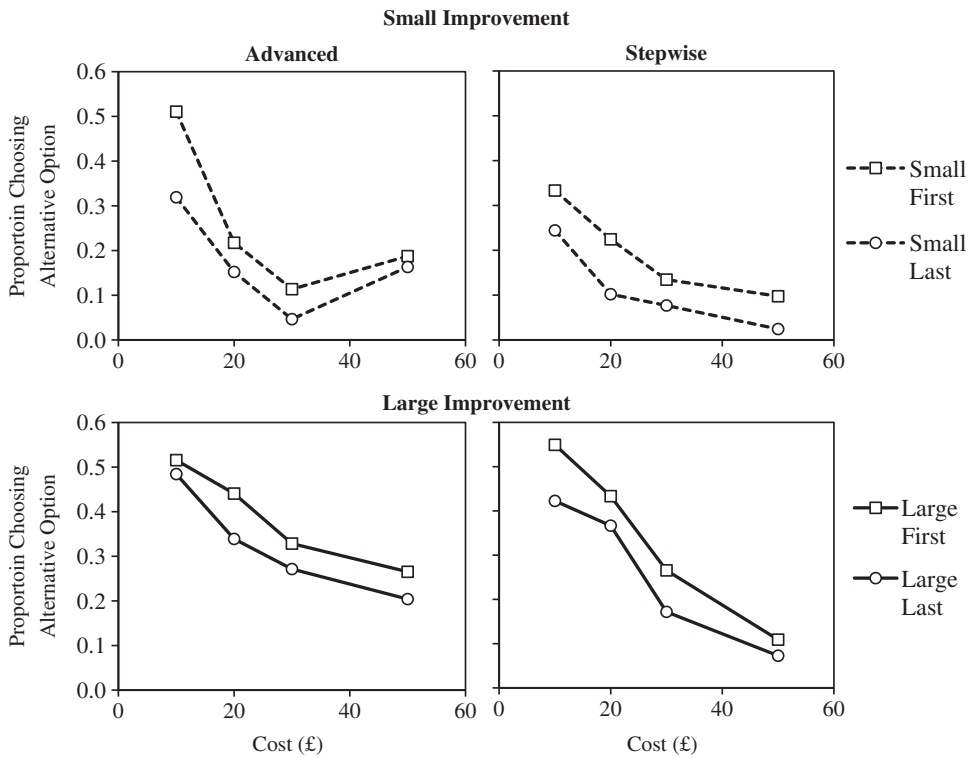 Small Improvement
Advanced
Stepwise
Proportoin Choosing
Alternative Option
0.6
0.5
0.4
0.3
0.2
0.1
0.0
0 20 40 60
0 20 40 60
Small
First
Small
Last
Large Improvement
Proportoin Choosing
Alternative Option
0.6
0.5
0.4
0.3
0.2
0.1
0.0
0 20 40 60
0 20 40 60
Cost (£)
Cost (£)
Large
First
Large
Last